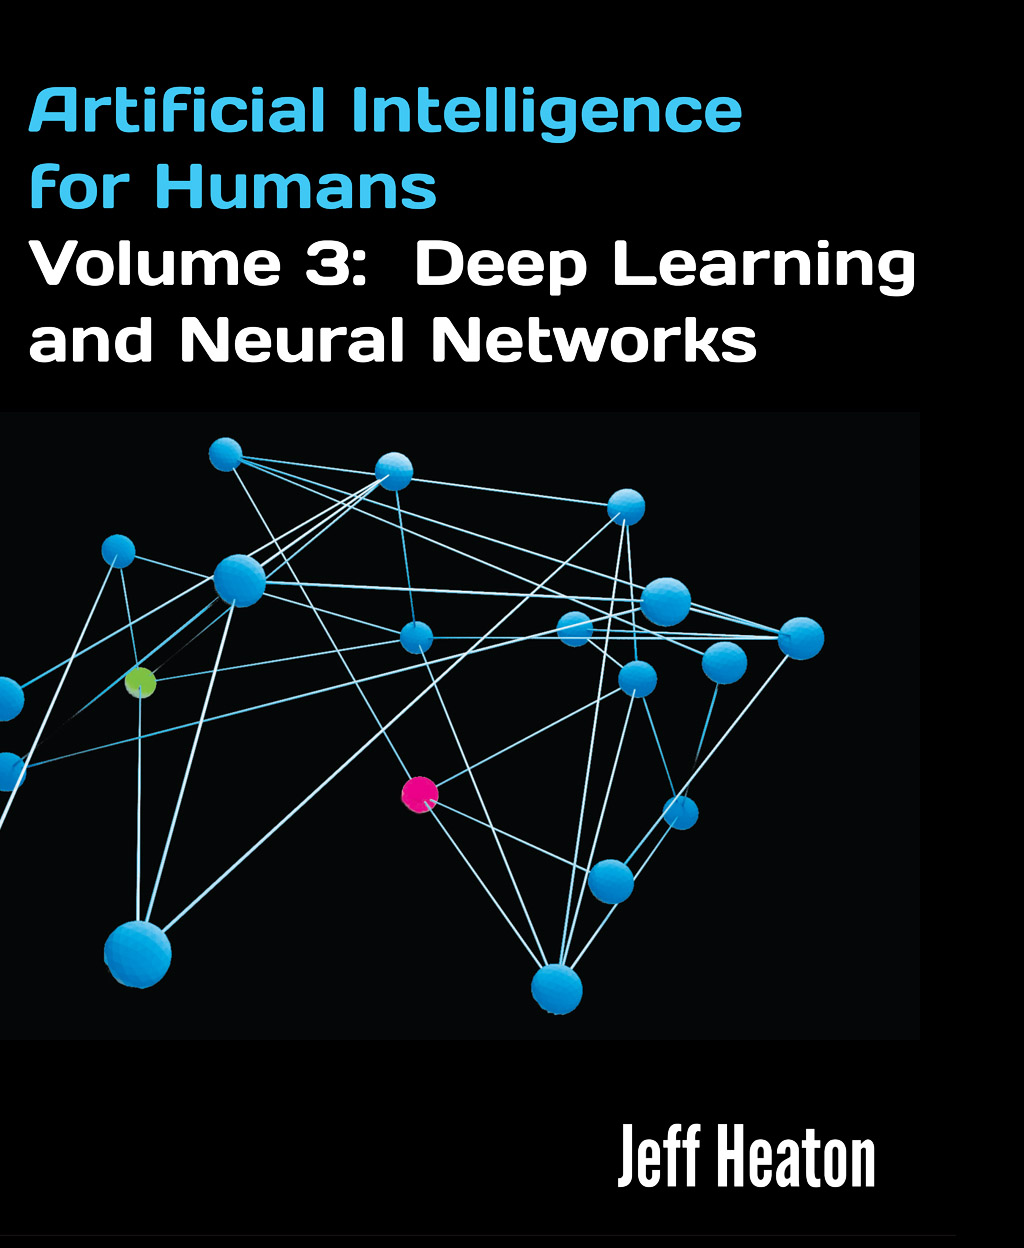 Artificial Intelligence
for Humans
Volume 3: Deep Learning
and Neural Networks
Jeff Heaton